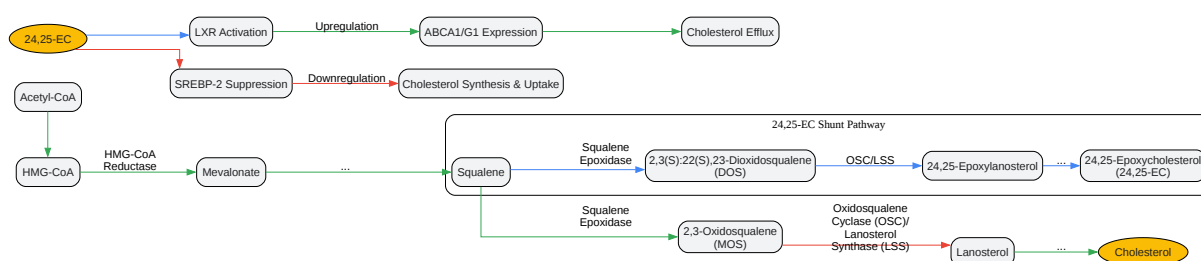 24,25-EC
LXR Activation
Upregulation
ABCA1/G1 Expression
Cholesterol Efflux
SREBP-2 Suppression
Downregulation
Cholesterol Synthesis & Uptake
Acetyl-CoA
24,25-EC Shunt Pathway
HMG-CoA
HMG-CoA
Reductase
Mevalonate
...
Squalene
Squalene
Epoxidase
2,3(S):22(S),23-Dioxidosqualene
(DOS)
OSC/LSS
24,25-Epoxylanosterol
...
24,25-Epoxycholesterol
(24,25-EC)
Squalene
Epoxidase
2,3-Oxidosqualene
(MOS)
Oxidosqualene
Cyclase (OSC)/
Lanosterol
Synthase (LSS)
Lanosterol
...
Cholesterol